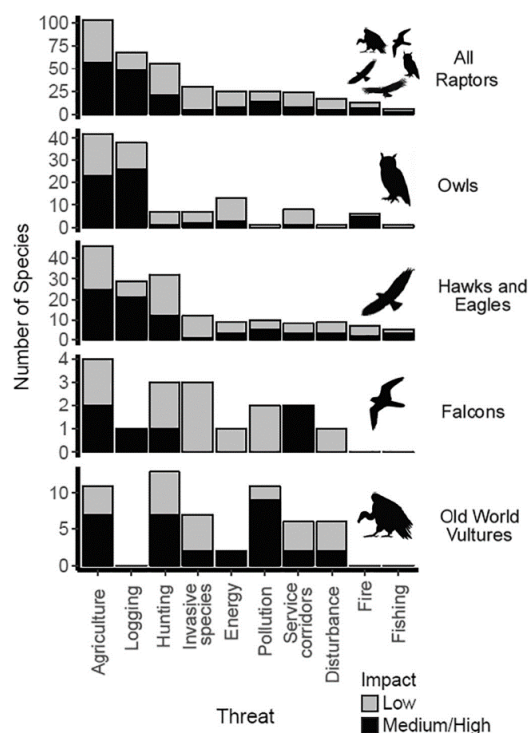 Number of Species
100
75
50
25
0
All
Raptors
40
30
20
10
0
Owls
40
30
20
10
0
Hawks and
Eagles
4
3
2
1
0
Falcons
10
5
0
Old World
Vultures
Agriculture
Logging
Hunting
Invasive
species
Energy
Pollution
Service
corridors
Disturbance
Fire
Fishing
Threat
Impact
Low
Medium/High